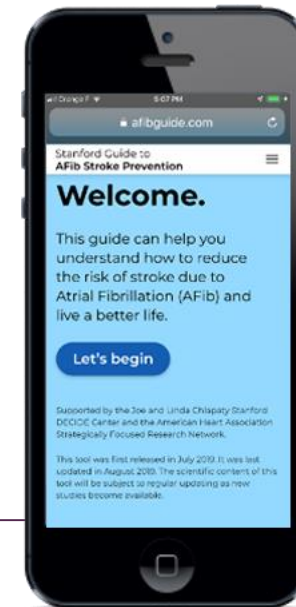 Orange F
5:07 PM
afibguide.com
Stanford Guide to
AFib Stroke Prevention
Welcome.
This guide can help you
understand how to reduce
the risk of stroke due to
Atrial Fibrillation (AFib) and
live a better life.
Let's begin
Supported by the Joe and Linda Chlapaty Stanford
DECIDE Center and the American Heart Association
Strategically Focused Research Network.
This tool was first released in July 2019. It was last
updated in August 2019. The scientific content of this
tool will be subject to regular updating as new
studies become available.